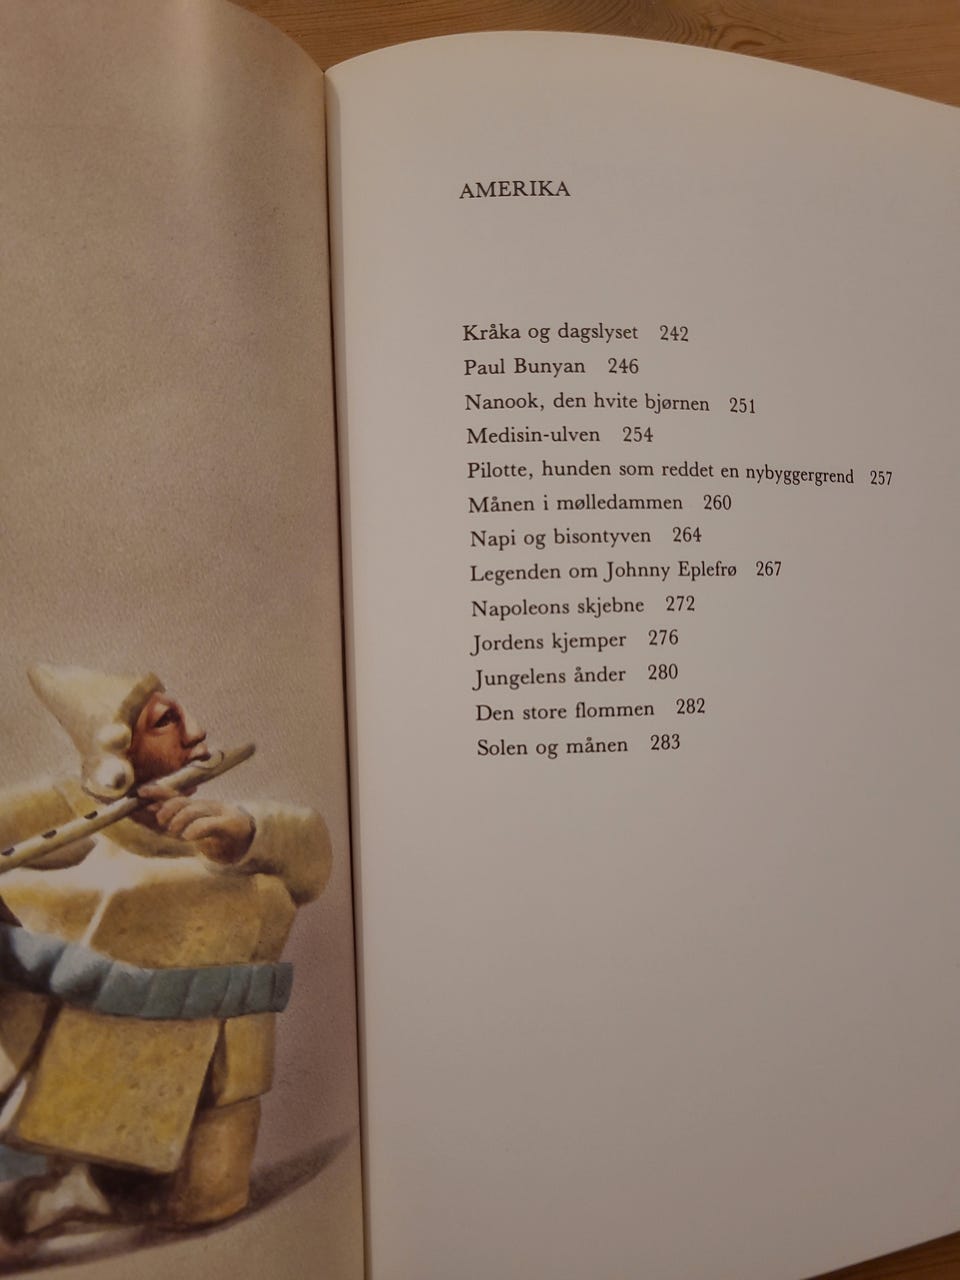 AMERIKA
Kråka og dagslyset 242
Paul Bunyan 246
Nanook, den hvite bjørnen 251
Medisin-ulven 254
Pilotte, hunden som reddet en nybyggergrend 257
Månen i mølledammen 260
Napi og bisontyven 264
Legenden om Johnny Eplefrø 267
Napoleons skjebne 272
Jordens kjemper 276
Jungelens ånder 280
Den store flommen 282
Solen og månen 283